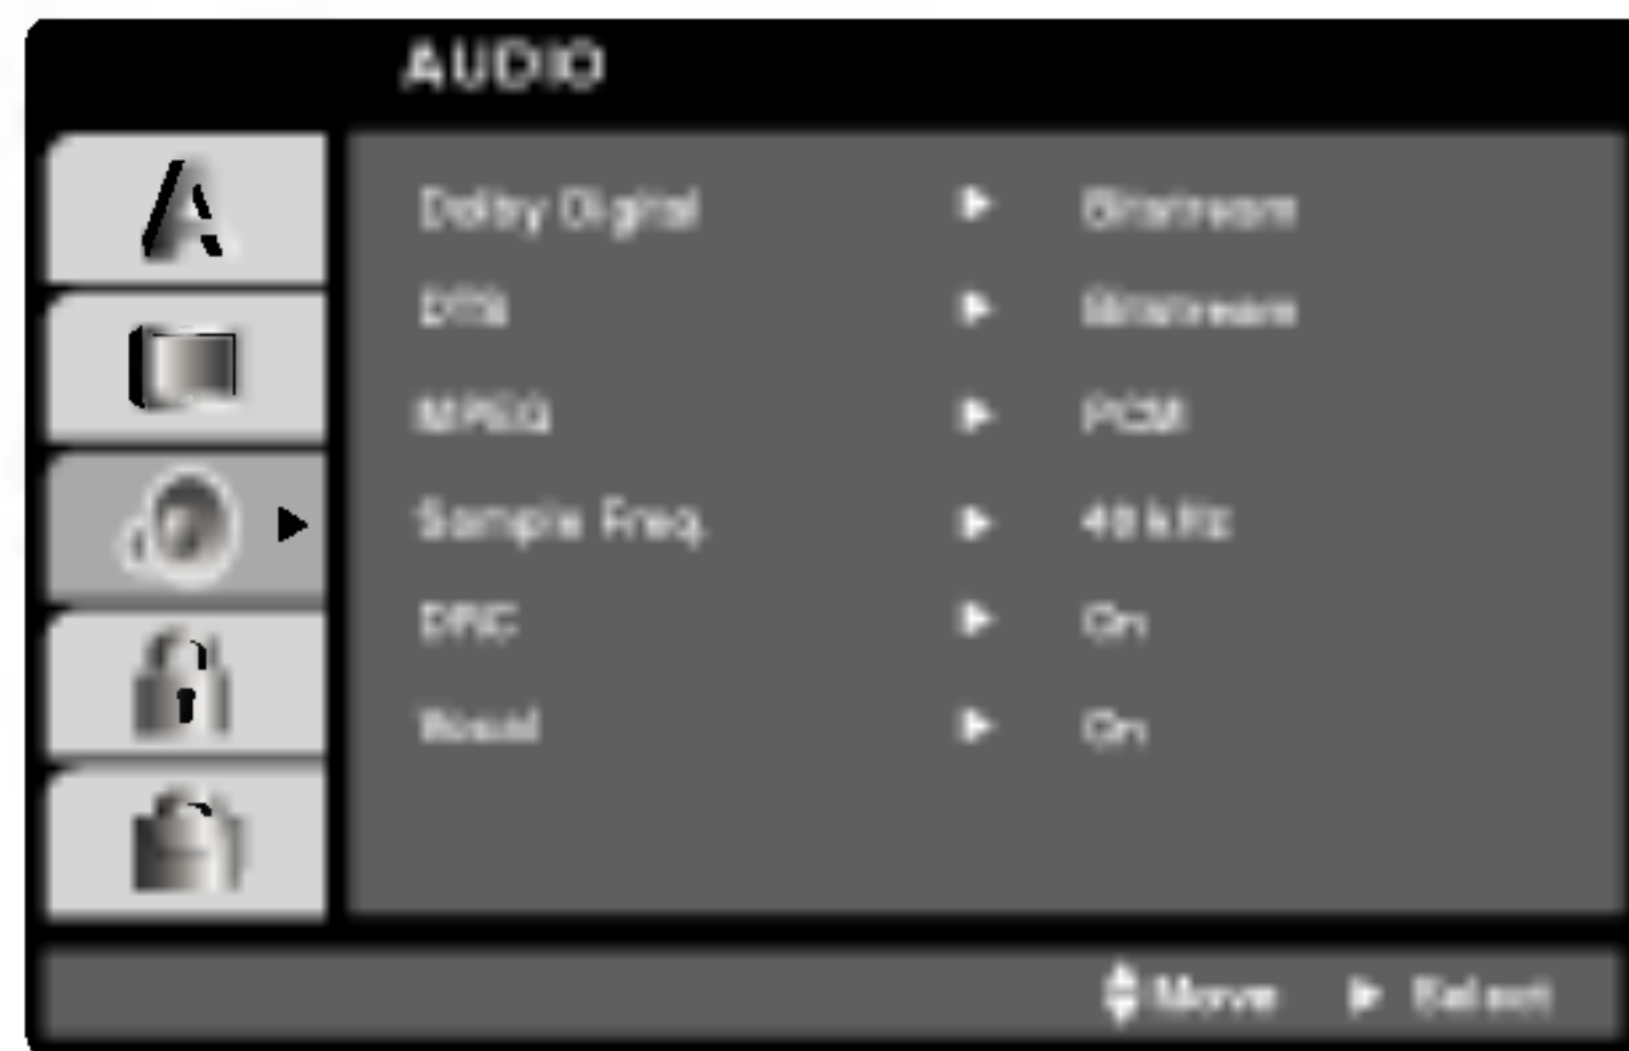 AUDIO
A
Dolby Digital ▶ Bitstream
DTS ▶ Bitstream
MPEG ▶ PCM
Sample Freq. ▶ 48 kHz
DRC ▶ On
Vocal ▶ On
Move ▶ Select